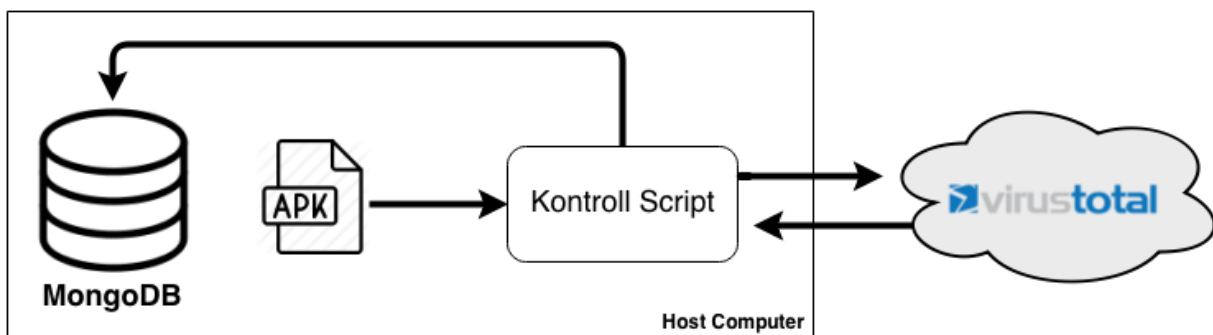 APK
Kontroll Script
virustotal
MongoDB
Host Computer